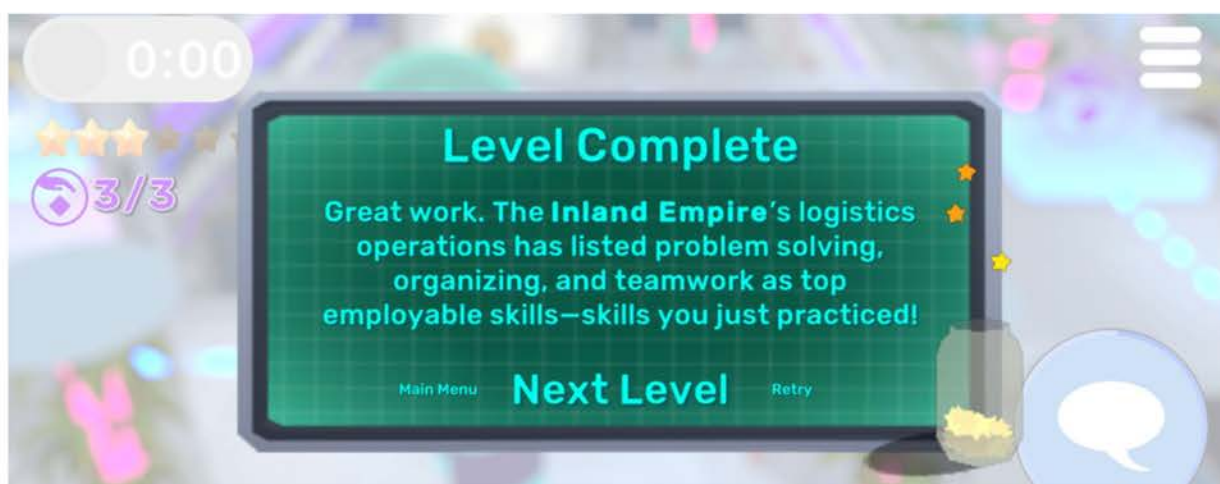 0:00
3/3
Level Complete
Great work. The Inland Empire's logistics
operations has listed problem solving,
organizing, and teamwork as top
employable skills—skills you just practiced!
Main Menu Next Level Retry